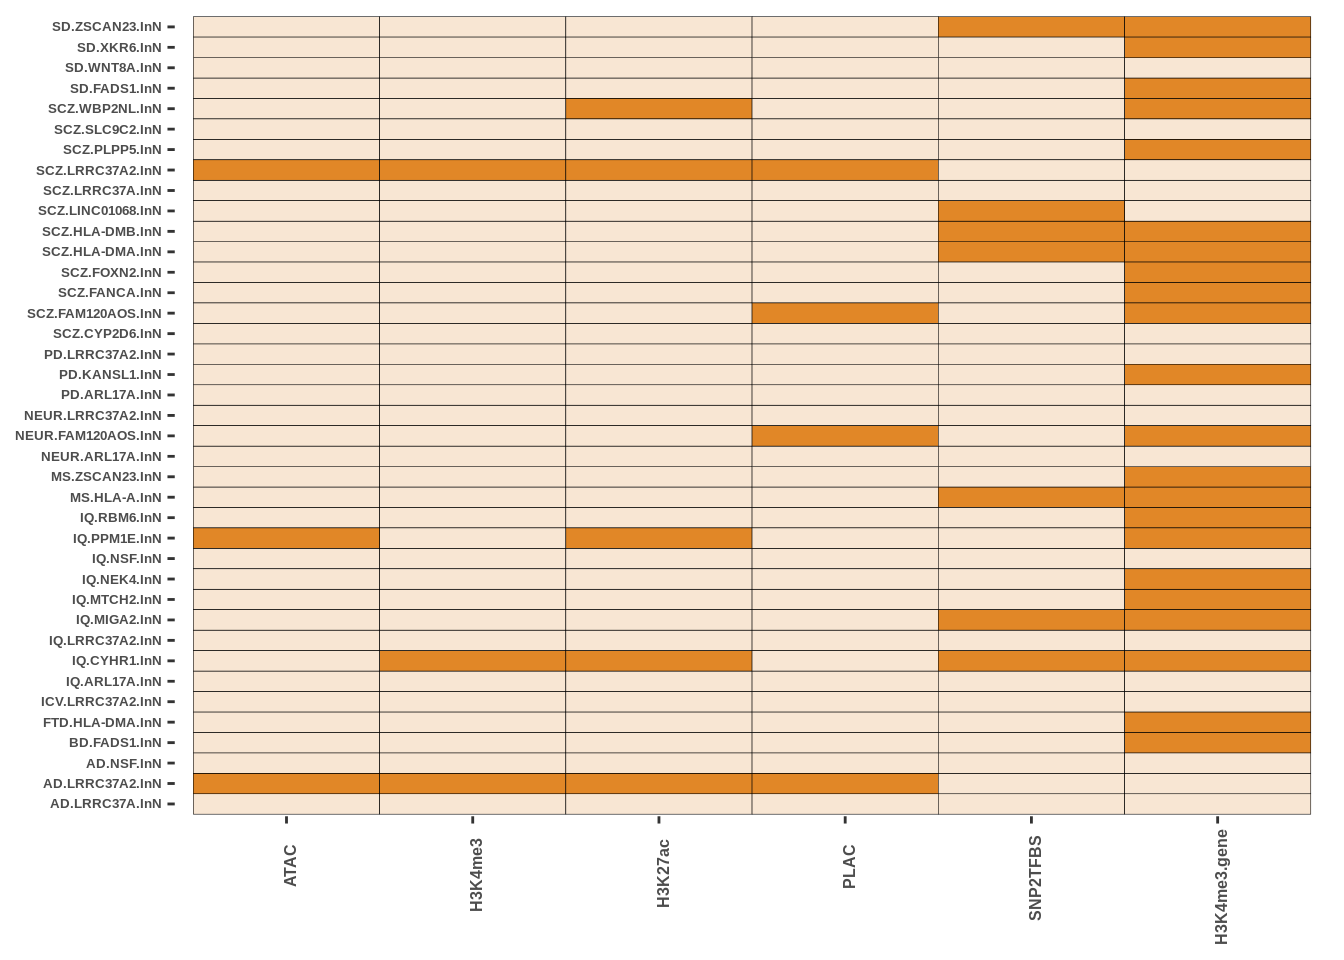 SD.ZSCAN23.InN
SD.XKR6.InN
SD.WNT8A.InN
SD.FADS1.InN
SCZ.WBP2NL.InN
SCZ.SLC9C2.InN
SCZ.PLPP5.InN
SCZ.LRRC37A2.InN
SCZ.LRRC37A.InN
SCZ.LINC01068.InN
SCZ.HLA-DMB.InN
SCZ.HLA-DMA.InN
SCZ.FOXN2.InN
SCZ.FANCA.InN
SCZ.FAM120AOS.InN
SCZ.CYP2D6.InN
PD.LRRC37A2.InN
PD.KANSL1.InN
PD.ARL17A.InN
NEUR.LRRC37A2.InN
NEUR.FAM120AOS.InN
NEUR.ARL17A.InN
MS.ZSCAN23.InN
MS.HLA-A.InN
IQ.RBM6.InN
IQ.PPM1E.InN
IQ.NSF.InN
IQ.NEK4.InN
IQ.MTCH2.InN
IQ.MIGA2.InN
IQ.LRRC37A2.InN
IQ.CYHR1.InN
IQ.ARL17A.InN
ICV.LRRC37A2.InN
FTD.HLA-DMA.InN
BD.FADS1.InN
AD.NSF.InN
AD.LRRC37A2.InN
AD.LRRC37A.InN
ATAC
H3K4me3
H3K27ac
PLAC
SNP2TFBS
H3K4me3.gene